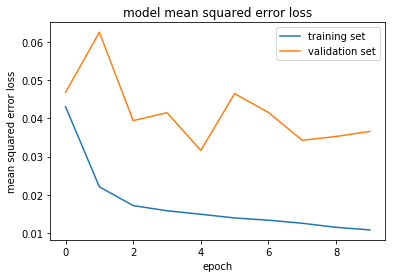 model mean squared error loss
training set
validation set
mean squared error loss
0.06
0.05
0.04
0.03
0.02
0.01
0 2 4 6 8
epoch